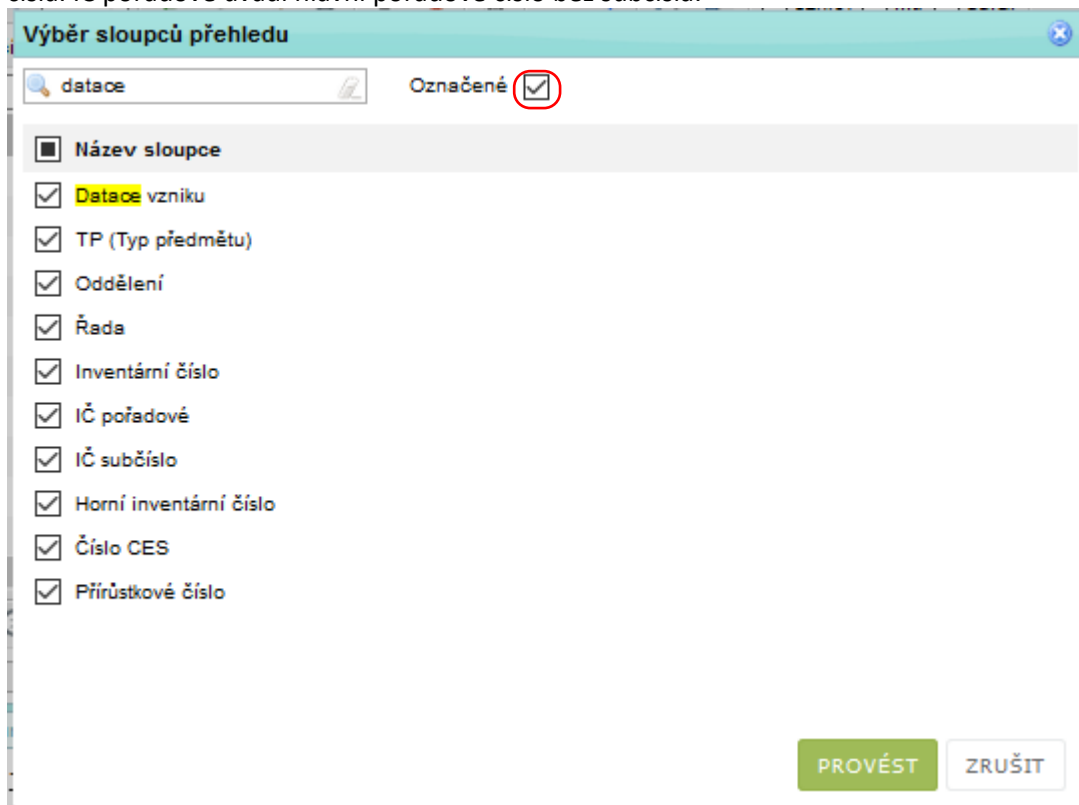 Výběr sloupců přehledu
datace
Označené
Název sloupce
Datace vzniku
TP (Typ předmětu)
Oddělení
Řada
Inventární číslo
IČ pořadové
IČ subčíslo
Horní inventární číslo
Číslo CES
Přírůstkové číslo
PROVÉST ZRUŠIT